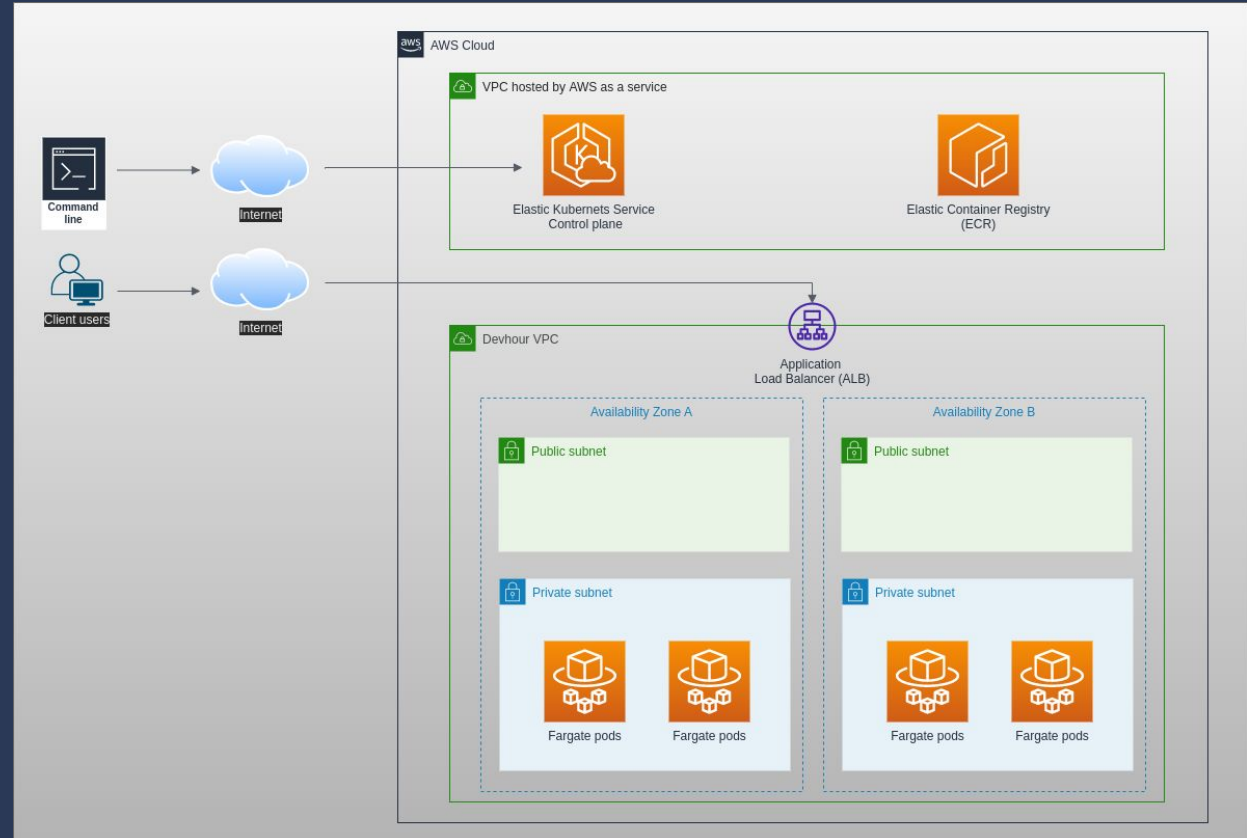 aws
AWS Cloud
VPC hosted by AWS as a service
Command
line
Internet
Elastic Kubernets Service
Control plane
Elastic Container Registry
(ECR)
Client users
Internet
Devhour VPC
Application
Load Balancer (ALB)
Availability Zone A
Availability Zone B
Public subnet
Public subnet
Private subnet
Private subnet
Fargate pods
Fargate pods
Fargate pods
Fargate pods